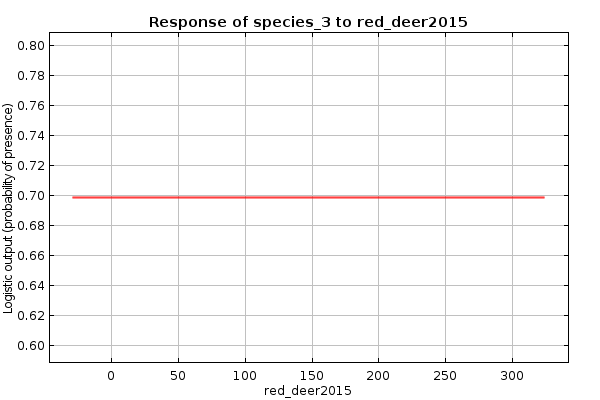 Response of species_3 to red_deer2015
Logistic output (probability of presence)
0.80
0.78
0.76
0.74
0.72
0.70
0.68
0.66
0.64
0.62
0.60
0 50 100 150 200 250 300
red_deer2015